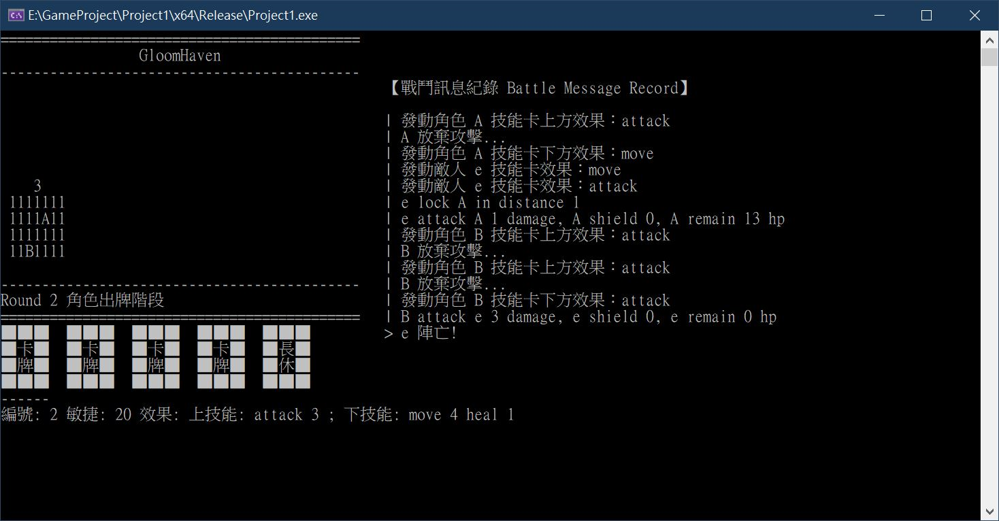 E:\GameProject\Project1\x64\Release\Project1.exe
GloomHaven
3
1111111
1111A11
1111111
11B1111
Round 2 角色出牌階段
卡牌 卡牌 卡牌 卡牌 長休
編號: 2 敏捷: 20 效果: 上技能: attack 3 ; 下技能: move 4 heal 1
【戰鬥訊息紀錄 Battle Message Record】
| 發動角色 A 技能卡上方效果：attack
| A 放棄攻擊...
| 發動角色 A 技能卡下方效果：move
| 發動敵人 e 技能卡效果：move
| 發動敵人 e 技能卡效果：attack
| e lock A in distance 1
| e attack A 1 damage, A shield 0, A remain 13 hp
| 發動角色 B 技能卡上方效果：attack
| B 放棄攻擊...
| 發動角色 B 技能卡上方效果：attack
| B 放棄攻擊...
| 發動角色 B 技能卡下方效果：attack
| B attack e 3 damage, e shield 0, e remain 0 hp
> e 陣亡!